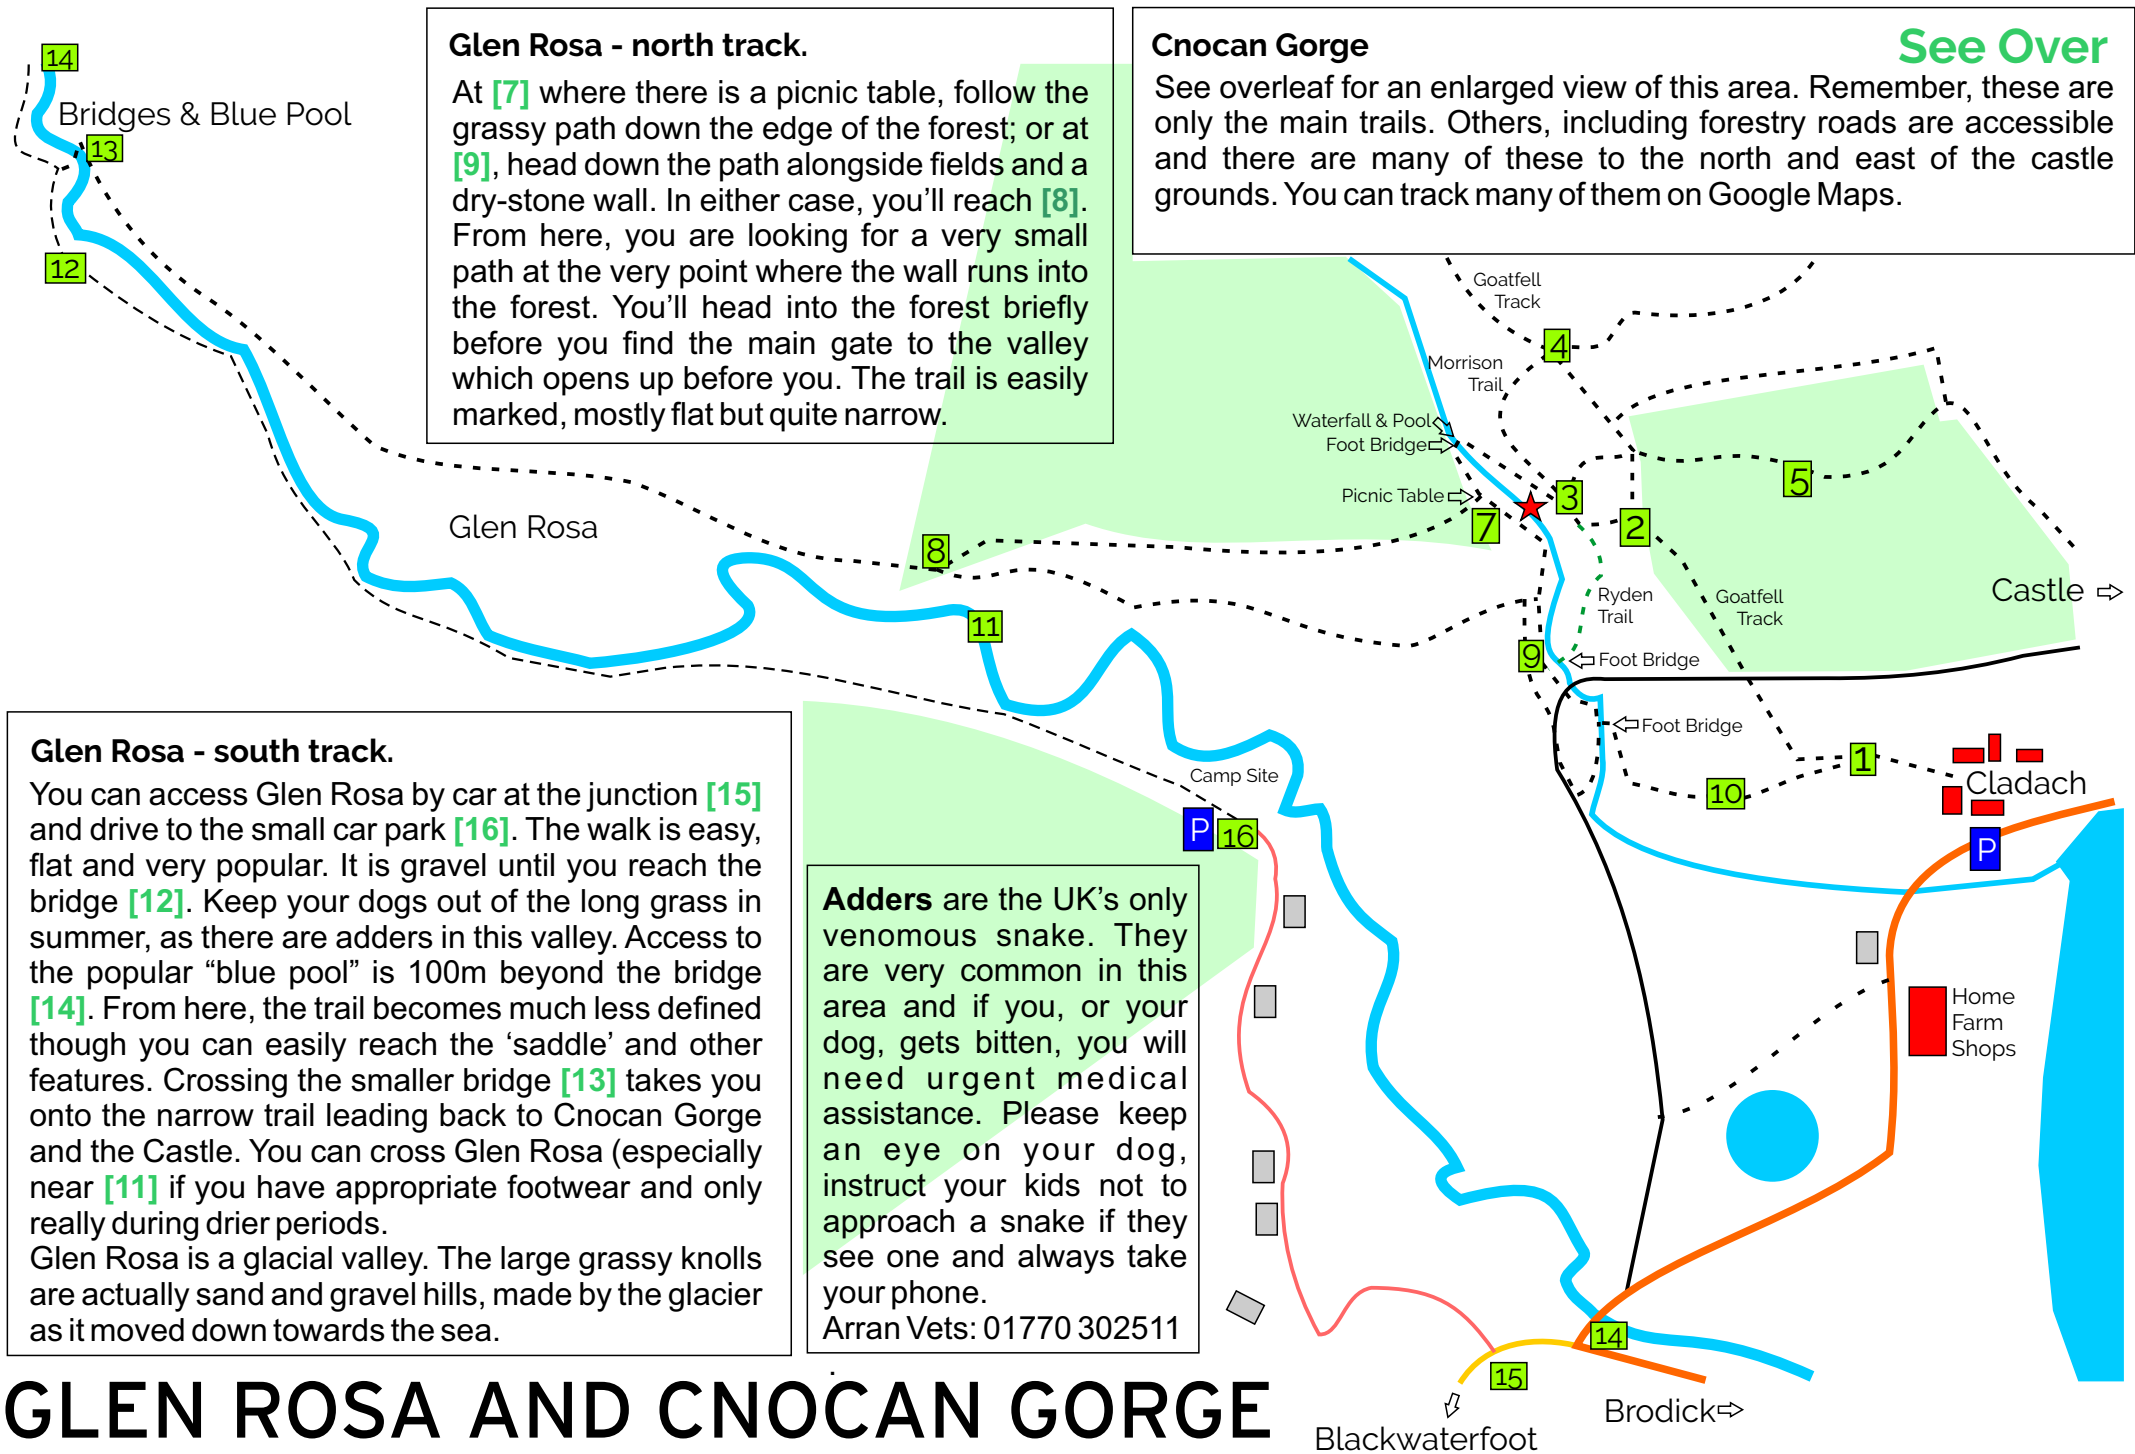 Glen Rosa - north track.
At [7] where there is a picnic table, follow the
grassy path down the edge of the forest; or at
[9], head down the path alongside fields and a
dry-stone wall. In either case, you'll reach [8].
From here, you are looking for a very small
path at the very point where the wall runs into
the forest. You'll head into the forest briefly
before you find the main gate to the valley
which opens up before you. The trail is easily
marked, mostly flat but quite narrow.
Cnocan Gorge
See Over
See overleaf for an enlarged view of this area. Remember, these are
only the main trails. Others, including forestry roads are accessible
and there are many of these to the north and east of the castle
grounds. You can track many of them on Google Maps.
14
Bridges & Blue Pool
13
12
Goatfell
Track
4
Morrison
Trail
Waterfall & Pool
Foot Bridge
Picnic Table
3
5
7
2
Glen Rosa
8
Castle
Ryden
Trail
Goatfell
Track
11
9
Foot Bridge
Foot Bridge
1
Camp Site
Cladach
10
P
16
P
Glen Rosa - south track.
You can access Glen Rosa by car at the junction [15]
and drive to the small car park [16]. The walk is easy,
flat and very popular. It is gravel until you reach the
bridge [12]. Keep your dogs out of the long grass in
summer, as there are adders in this valley. Access to
the popular “blue pool” is 100m beyond the bridge
[14]. From here, the trail becomes much less defined
though you can easily reach the ‘saddle’ and other
features. Crossing the smaller bridge [13] takes you
onto the narrow trail leading back to Cnocan Gorge
and the Castle. You can cross Glen Rosa (especially
near [11] if you have appropriate footwear and only
really during drier periods.
Glen Rosa is a glacial valley. The large grassy knolls
are actually sand and gravel hills, made by the glacier
as it moved down towards the sea.
Adders are the UK's only
venomous snake. They
are very common in this
area and if you, or your
dog, gets bitten, you will
need urgent medical
assistance. Please keep
an eye on your dog,
instruct your kids not to
approach a snake if they
see one and always take
your phone.
Arran Vets: 01770 302511
.
Home
Farm
Shops
14
15
Brodick
Blackwaterfoot
GLEN ROSA AND CNOCAN GORGE